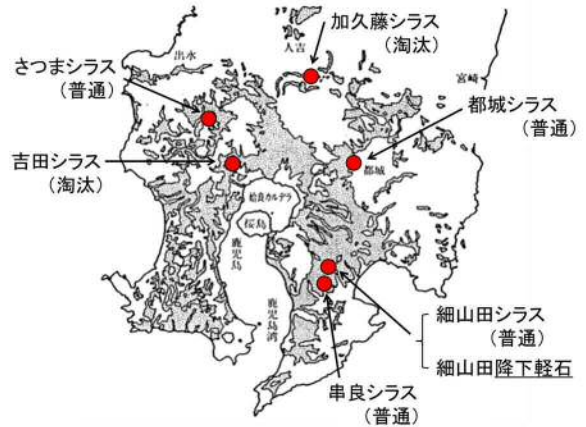 加久藤シラス
(淘汰)
人吉
出水
宮崎
さつまシラス
(普通)
都城シラス
(普通)
吉田シラス
(淘汰)
都城
姶良カルデラ
桜島
鹿児島
鹿児島湾
細山田シラス
(普通)
細山田降下軽石
串良シラス
(普通)